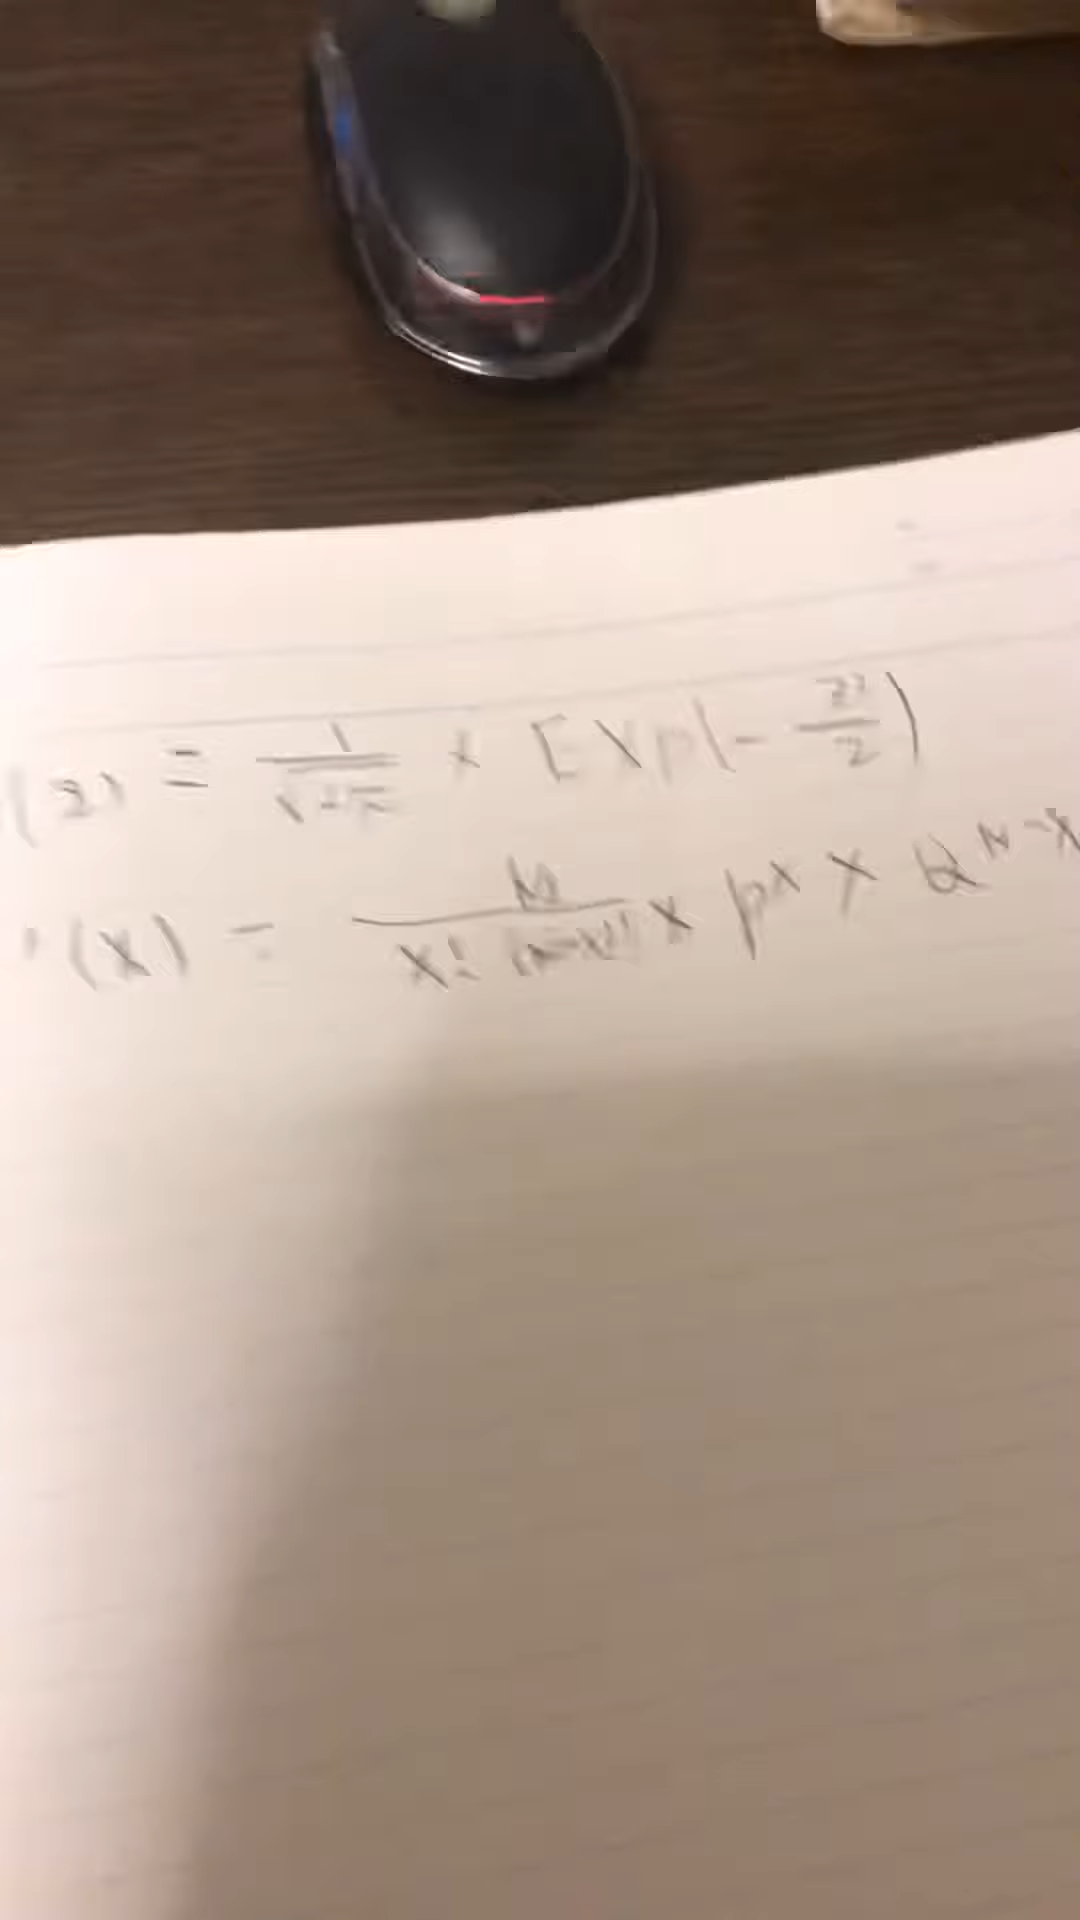 (z) = 1/√2π × Exp(- z²/2)
(x) = N/x! (N-x)! × p^x × Q^N-x